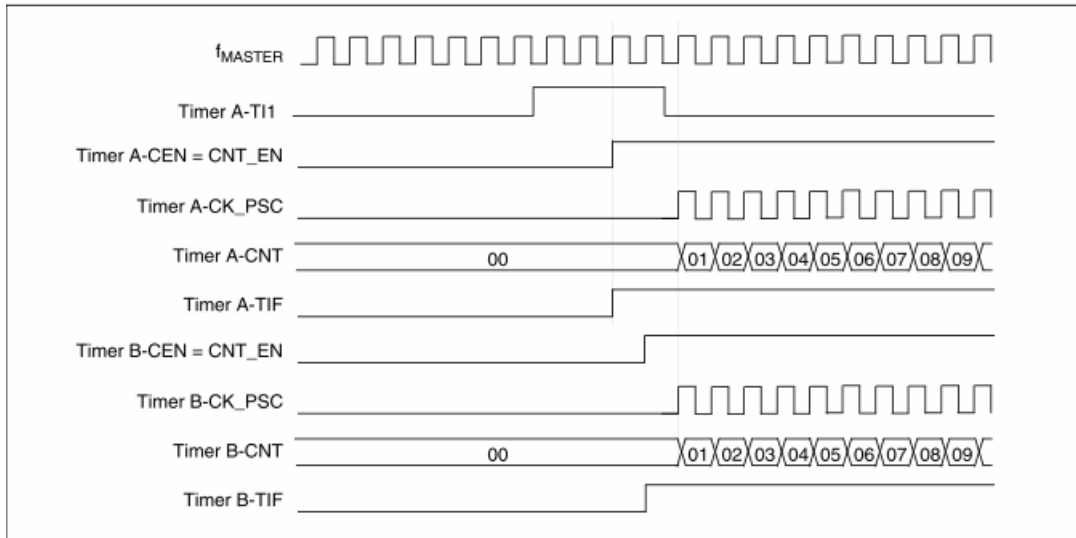 fMASTER
Timer A-TI1
Timer A-CEN = CNT_EN
Timer A-CK_PSC
Timer A-CNT 00 01 02 03 04 05 06 07 08 09
Timer A-TIF
Timer B-CEN = CNT_EN
Timer B-CK_PSC
Timer B-CNT 00 01 02 03 04 05 06 07 08 09
Timer B-TIF